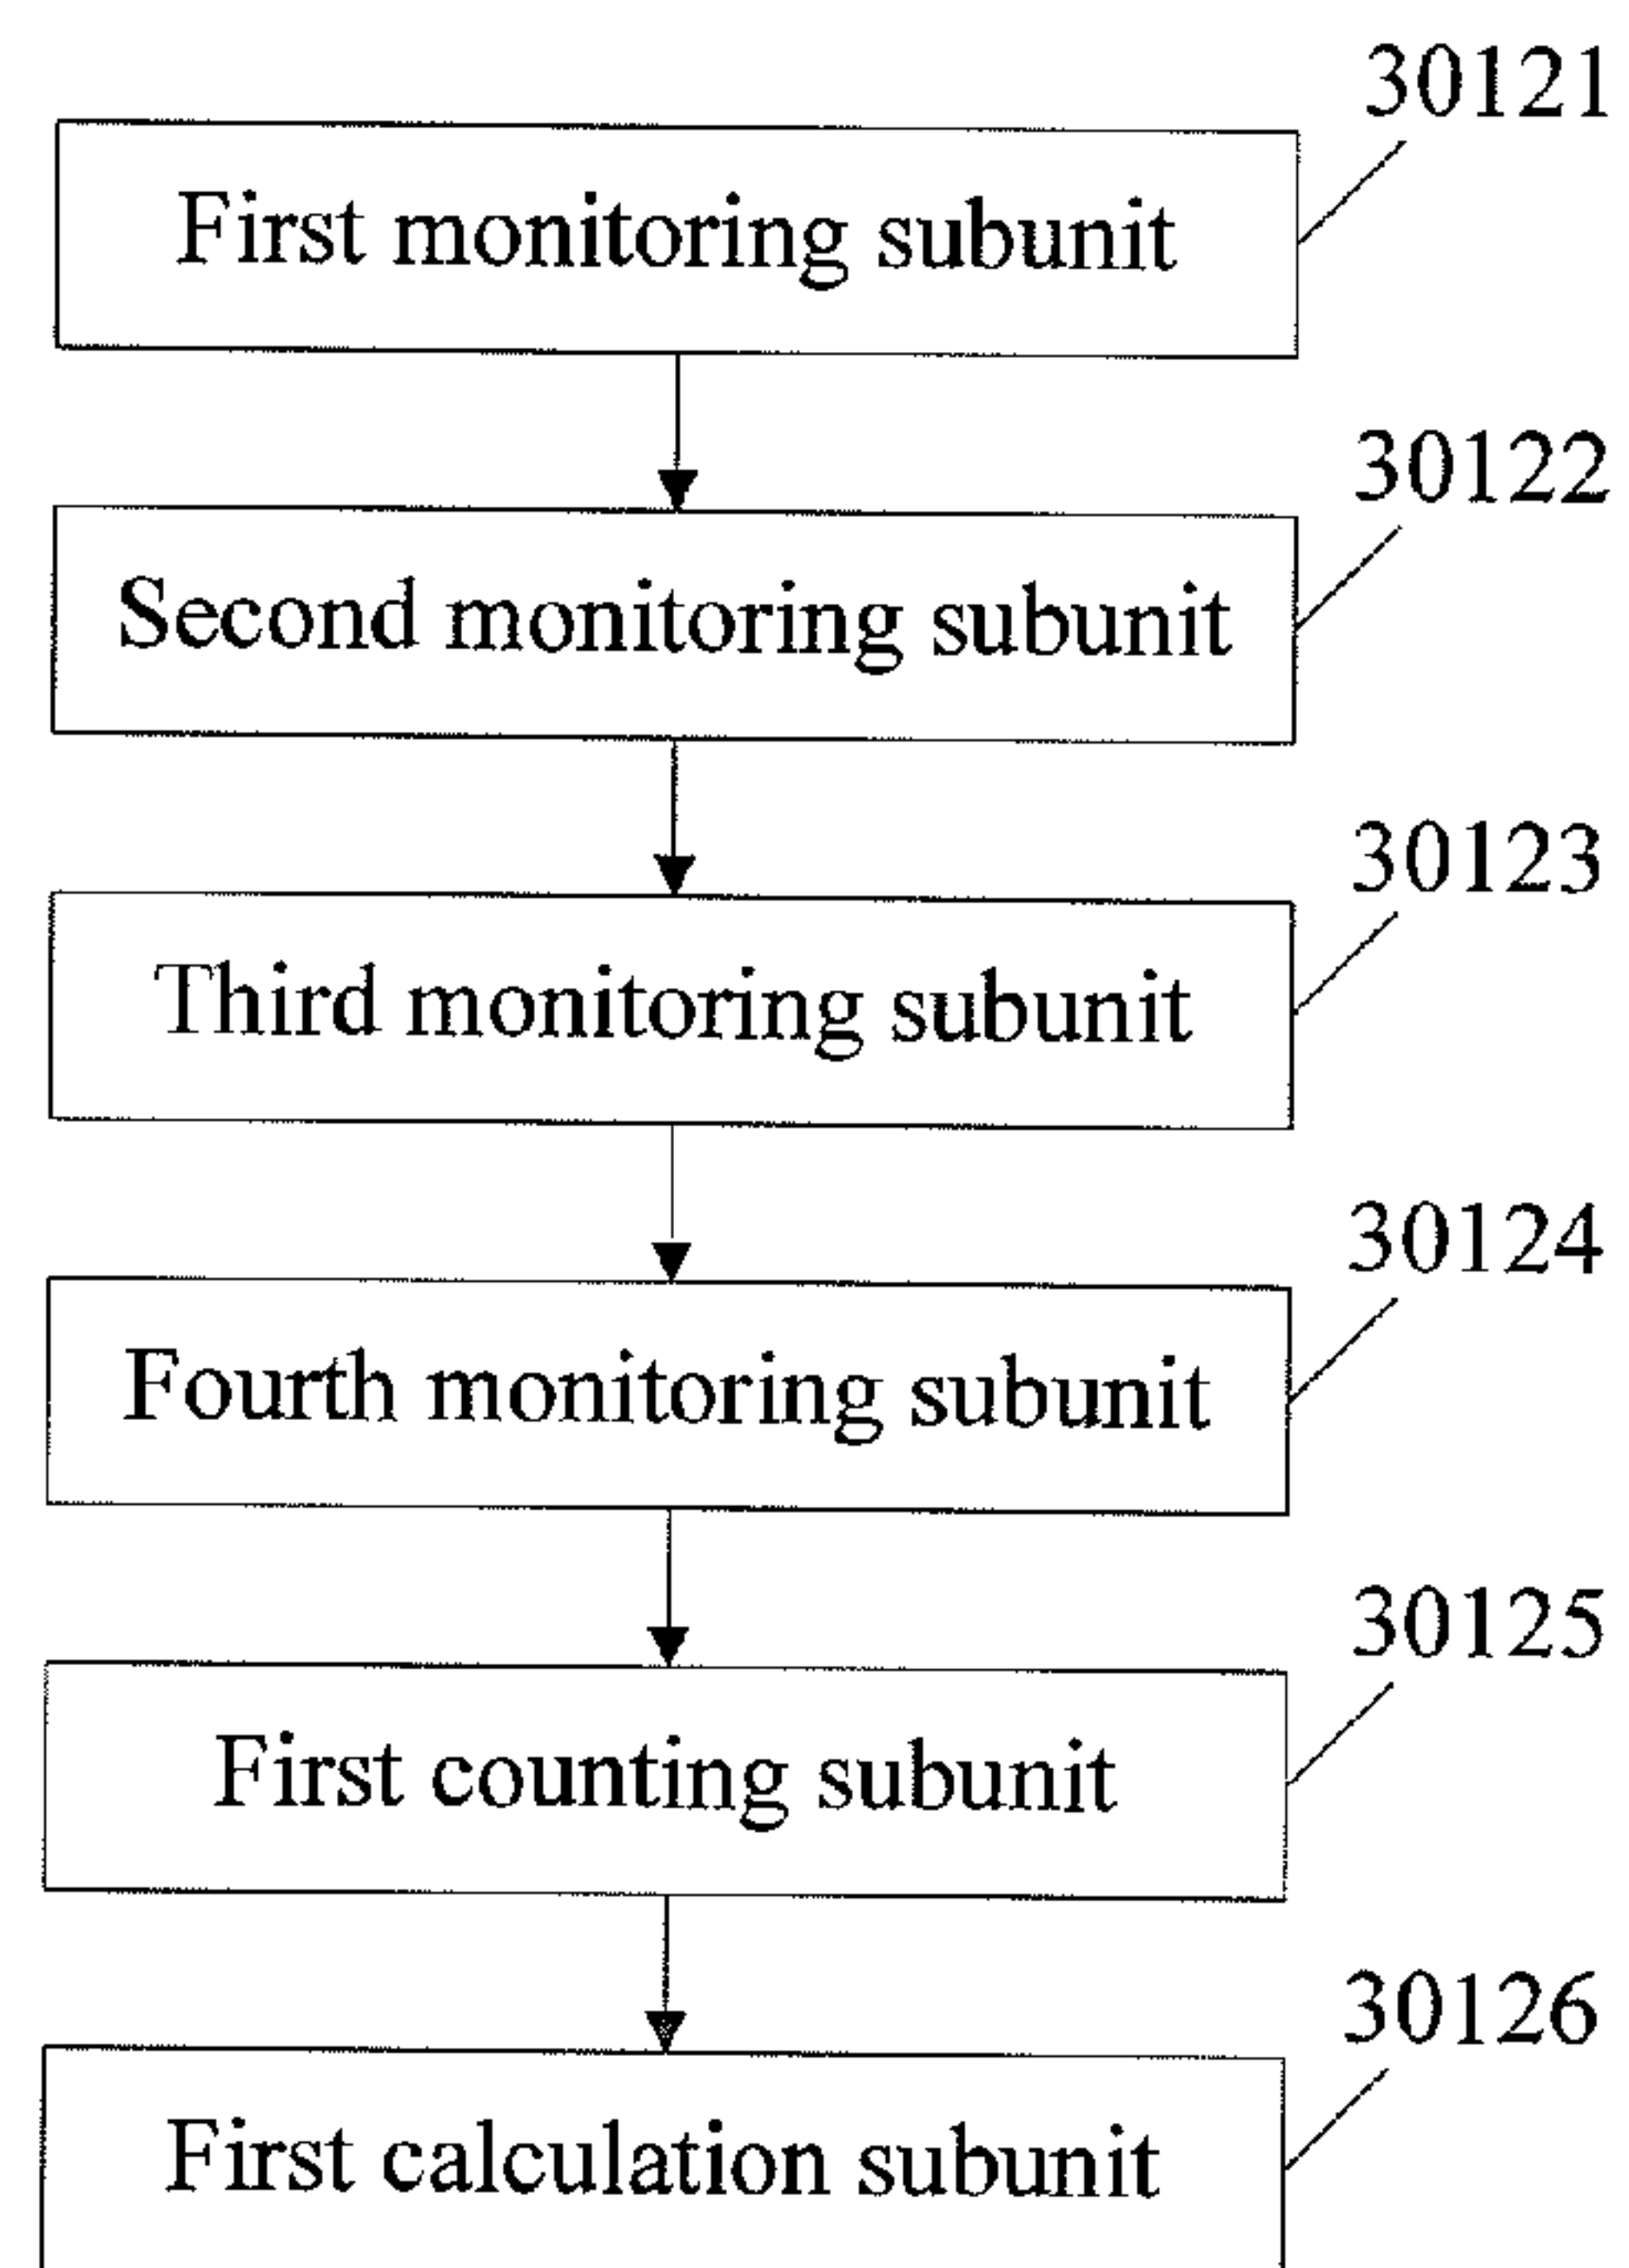 30121
First monitoring subunit
30122
Second monitoring subunit
30123
Third monitoring subunit
30124
Fourth monitoring subunit
30125
First counting subunit
30126
First calculation subunit